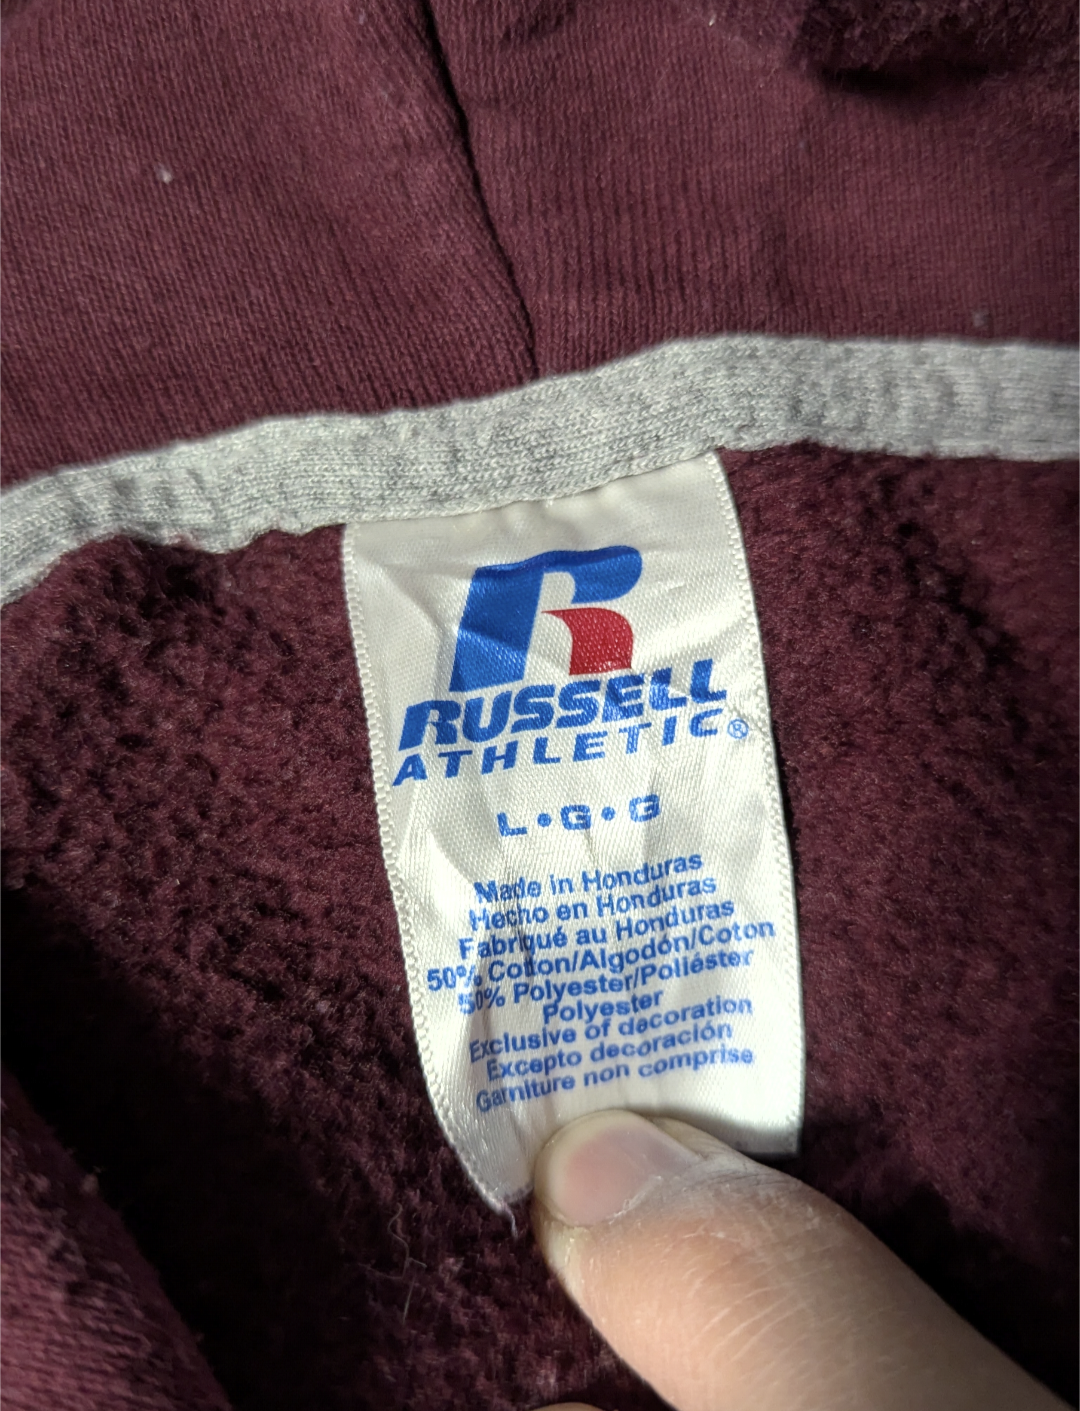 RUSSELL
ATHLETIC®
L•G•G
Made in Honduras
Hecho en Honduras
Fabriqué au Honduras
50% Cotton/Algodón/Coton
50% Polyester/Poliéster
Polyester
Exclusive of decoration
Excepto decoración
Garniture non comprise